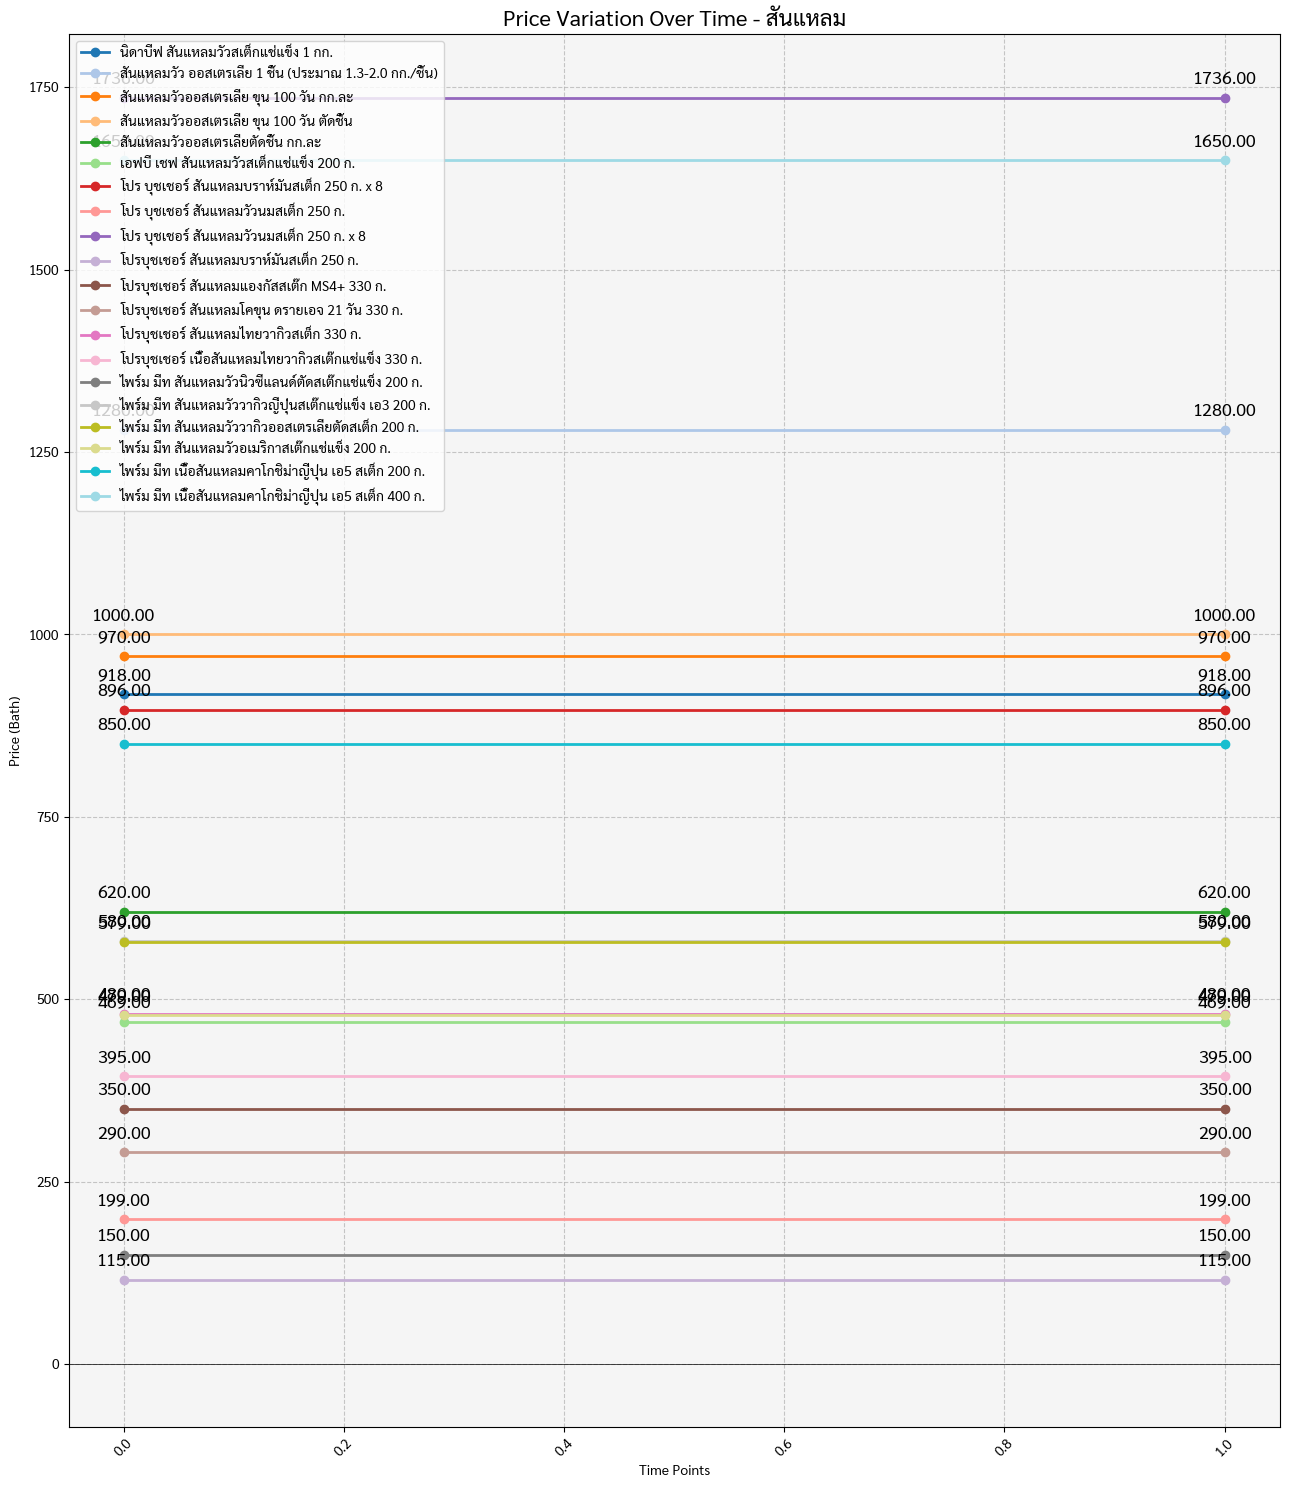 Price Variation Over Time - สันแหลม
นิดาบีฟ สันแหลมวัวสเต็กแช่แข็ง 1 กก.
สันแหลมวัว ออสเตรเลีย 1 ชิ้น (ประมาณ 1.3-2.0 กก./ชิ้น)
สันแหลมวัวออสเตรเลีย ขุน 100 วัน กก.ละ
สันแหลมวัวออสเตรเลีย ขุน 100 วัน ตัดชิ้น
สันแหลมวัวออสเตรเลียตัดชิ้น กก.ละ
เอฟบี เชฟ สันแหลมวัวสเต็กแช่แข็ง 200 ก.
โปร บุชเชอร์ สันแหลมบราห์มันสเต็ก 250 ก. x 8
โปร บุชเชอร์ สันแหลมวัวนมสเต็ก 250 ก.
โปร บุชเชอร์ สันแหลมวัวนมสเต็ก 250 ก. x 8
โปรบุชเชอร์ สันแหลมบราห์มันสเต็ก 250 ก.
โปรบุชเชอร์ สันแหลมแองกัสสเต๊ก MS4+ 330 ก.
โปรบุชเชอร์ สันแหลมโคขุน ดรายเอจ 21 วัน 330 ก.
โปรบุชเชอร์ สันแหลมไทยวากิวสเต็ก 330 ก.
โปรบุชเชอร์ เนื้อสันแหลมไทยวากิวสเต๊กแช่แข็ง 330 ก.
ไพร์ม มีท สันแหลมวัวนิวซีแลนด์ตัดสเต๊กแช่แข็ง 200 ก.
ไพร์ม มีท สันแหลมวัววากิวญี่ปุ่นสเต๊กแช่แข็ง เอ3 200 ก.
ไพร์ม มีท สันแหลมวัววากิวออสเตรเลียตัดสเต็ก 200 ก.
ไพร์ม มีท สันแหลมวัวอเมริกาสเต๊กแช่แข็ง 200 ก.
ไพร์ม มีท เนื้อสันแหลมคาโกชิม่าญี่ปุ่น เอ5 สเต็ก 200 ก.
ไพร์ม มีท เนื้อสันแหลมคาโกชิม่าญี่ปุ่น เอ5 สเต็ก 400 ก.
1750
1736.00
1650.00
1500
1280.00
1250
1000.00 1000.00
1000
970.00 970.00
918.00 918.00
896.00 896.00
850.00 850.00
750
620.00 620.00
580.00 580.00
579.00 579.00
500
480.00 480.00
469.00 469.00
395.00 395.00
350.00 350.00
290.00 290.00
250
199.00 199.00
150.00 150.00
115.00 115.00
0
Price (Bath)
0.0 0.2 0.4 0.6 0.8 1.0
Time Points